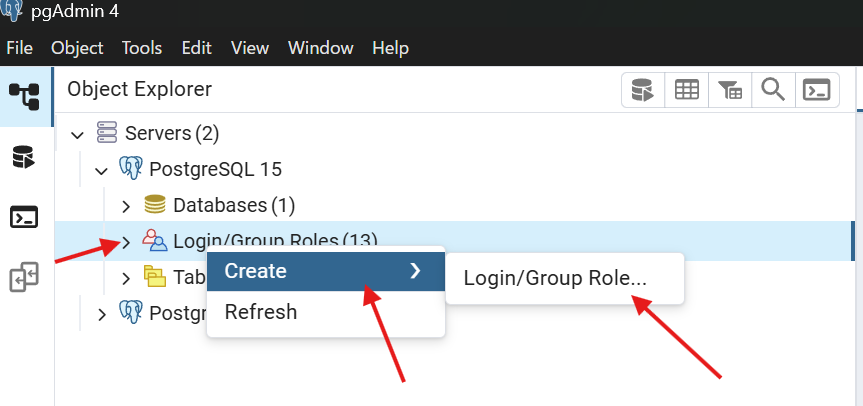 pgAdmin 4
File Object Tools Edit View Window Help
Object Explorer
Servers (2)
PostgreSQL 15
Databases (1)
Login/Group Roles (13)
Create
Login/Group Role...
Tab
Refresh
Postgr